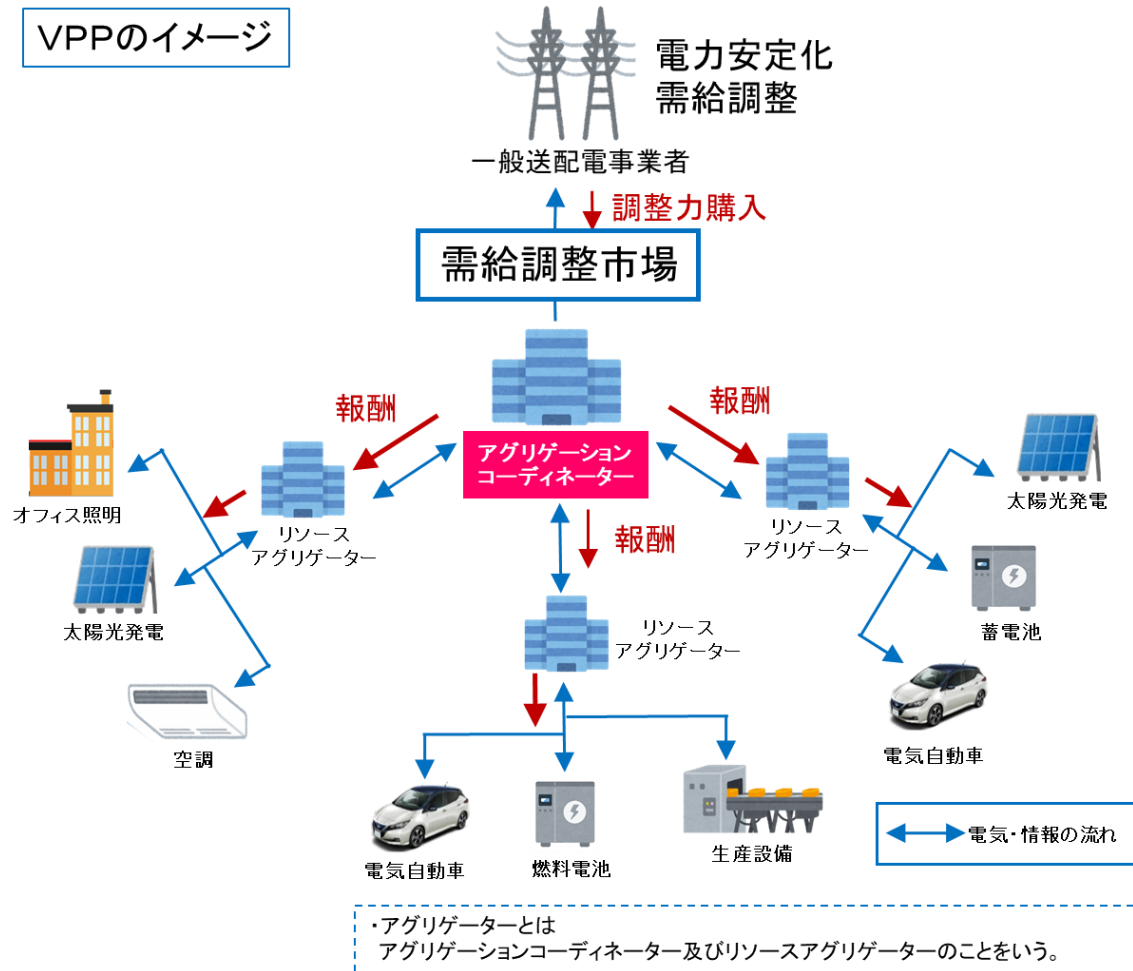 VPPのイメージ
電力安定化
需給調整
一般送配電事業者
調整力購入
需給調整市場
報酬
報酬
アグリゲーション
コーディネーター
オフィス照明
リソース
アグリゲーター
リソース
アグリゲーター
太陽光発電
太陽光発電
報酬
リソース
アグリゲーター
蓄電池
空調
電気自動車
電気自動車
燃料電池
生産設備
電気・情報の流れ
・アグリゲーターとは
アグリゲーションコーディネーター及びリソースアグリゲーターのことをいう。